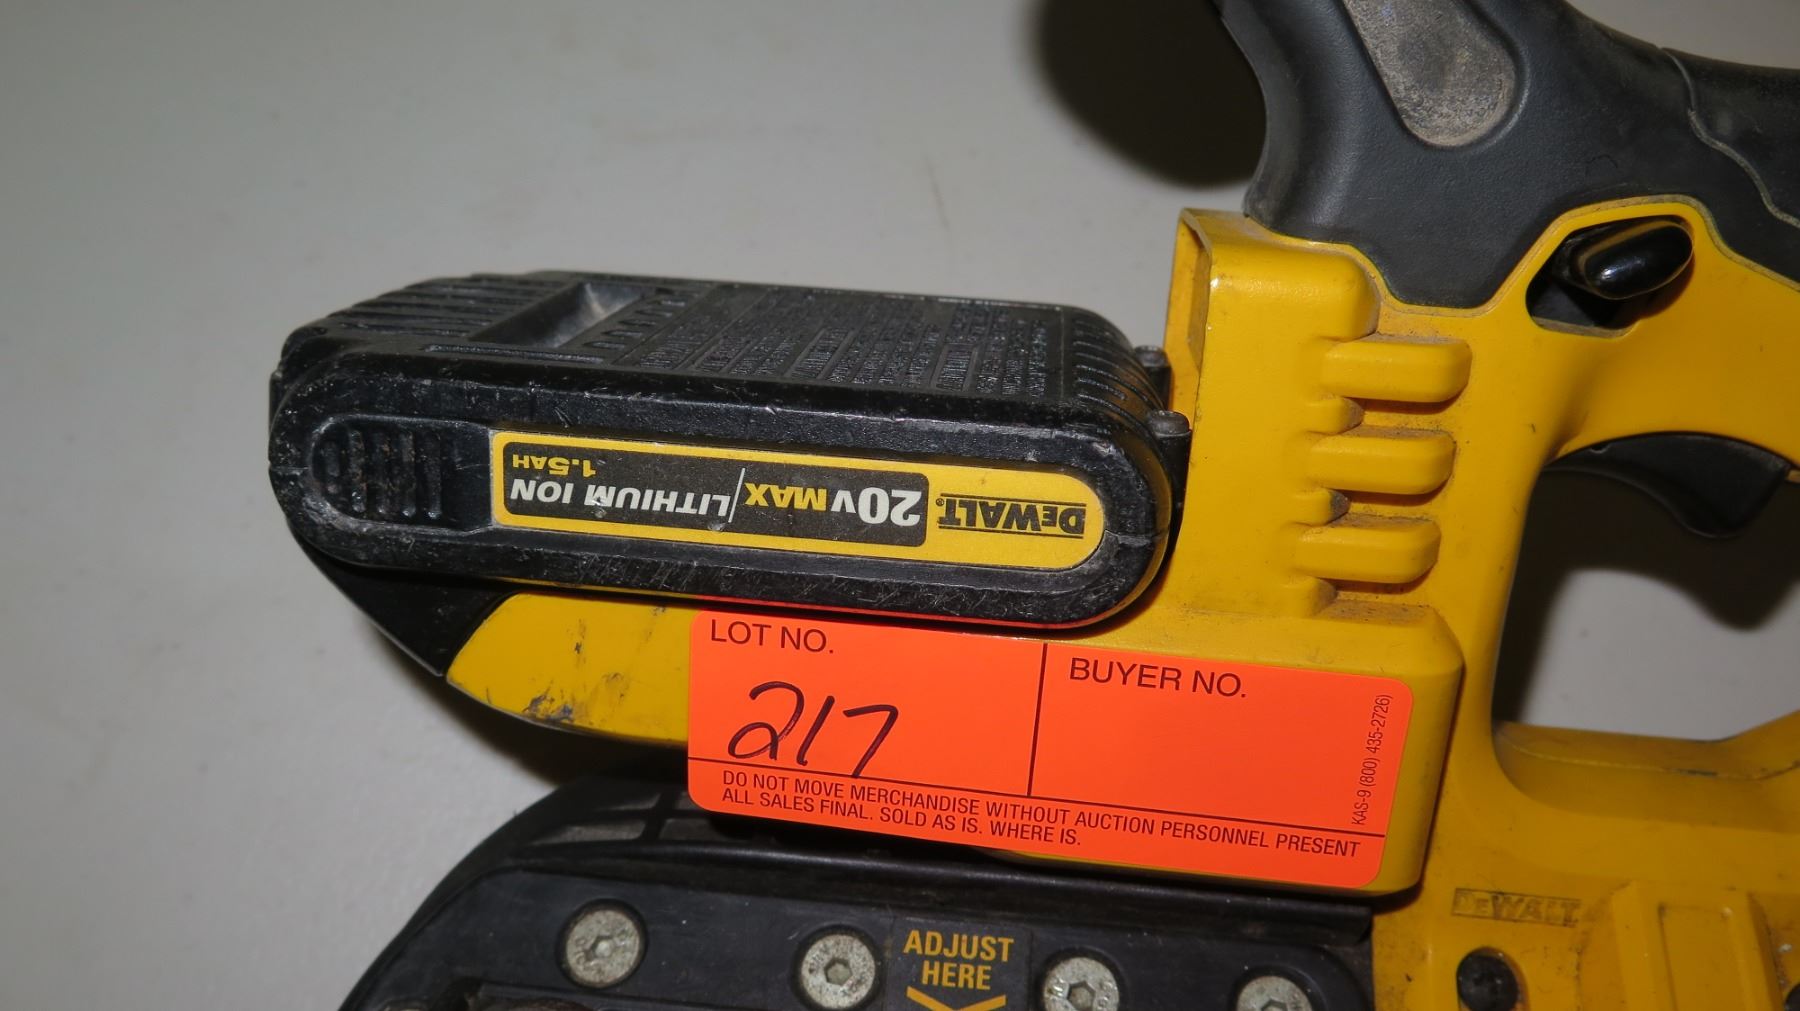 DEWALT®
20V MAX / LITHIUM ION
1.5AH
LOT NO.
217
BUYER NO.
KAS-9 (800) 435-2726)
DO NOT MOVE MERCHANDISE WITHOUT AUCTION PERSONNEL PRESENT
ALL SALES FINAL. SOLD AS IS. WHERE IS.
DEWALT
ADJUST
HERE